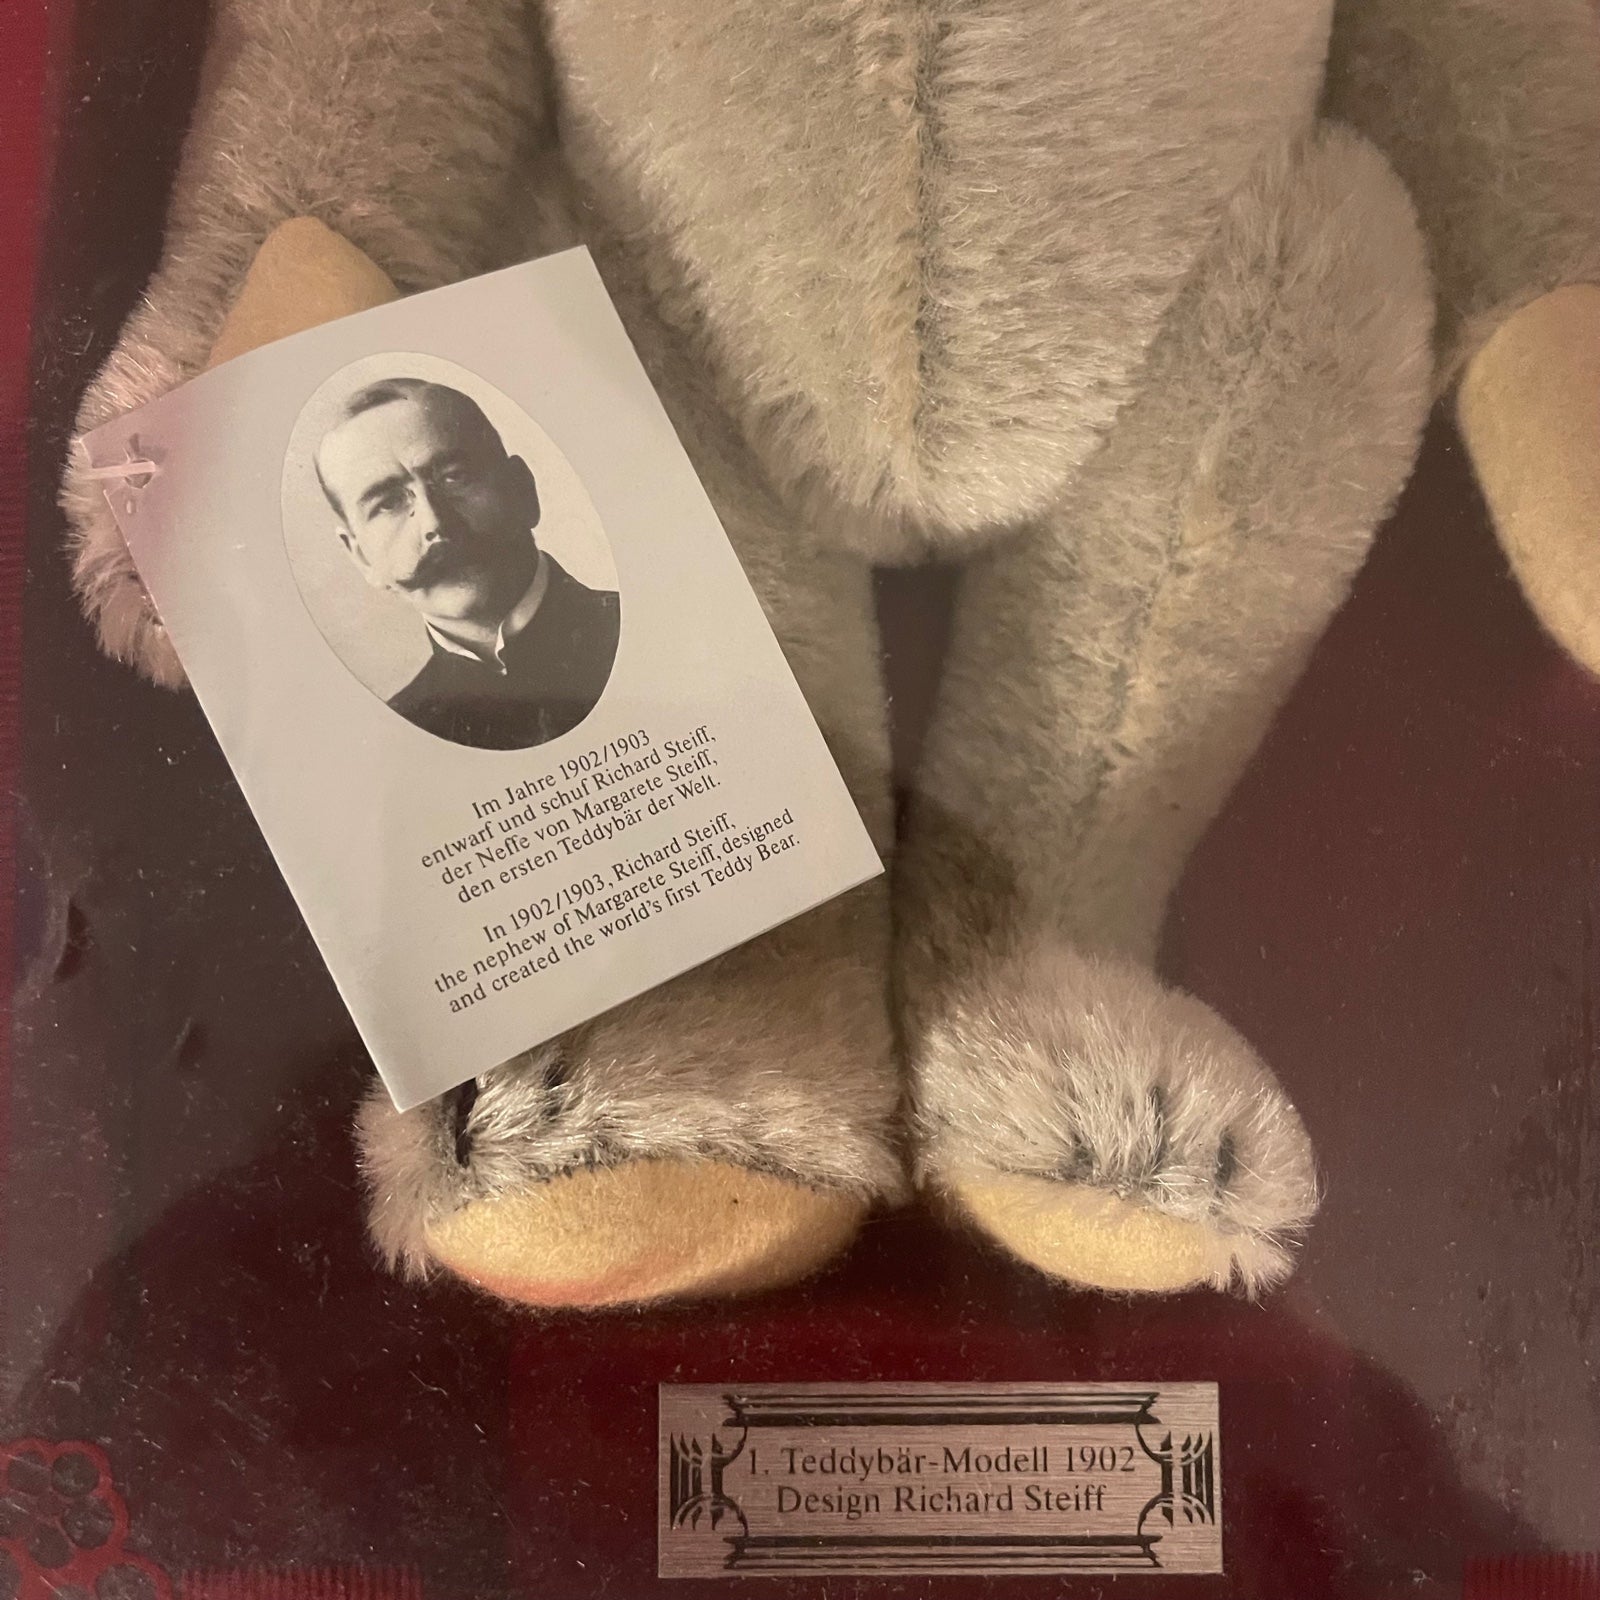 Im Jahre 1902/1903
entwarf und schuf Richard Steiff,
der Neffe von Margarete Steiff,
den ersten Teddybär der Welt.
In 1902/1903, Richard Steiff,
the nephew of Margarete Steiff, designed
and created the world's first Teddy Bear.
1. Teddybär-Modell 1902
Design Richard Steiff